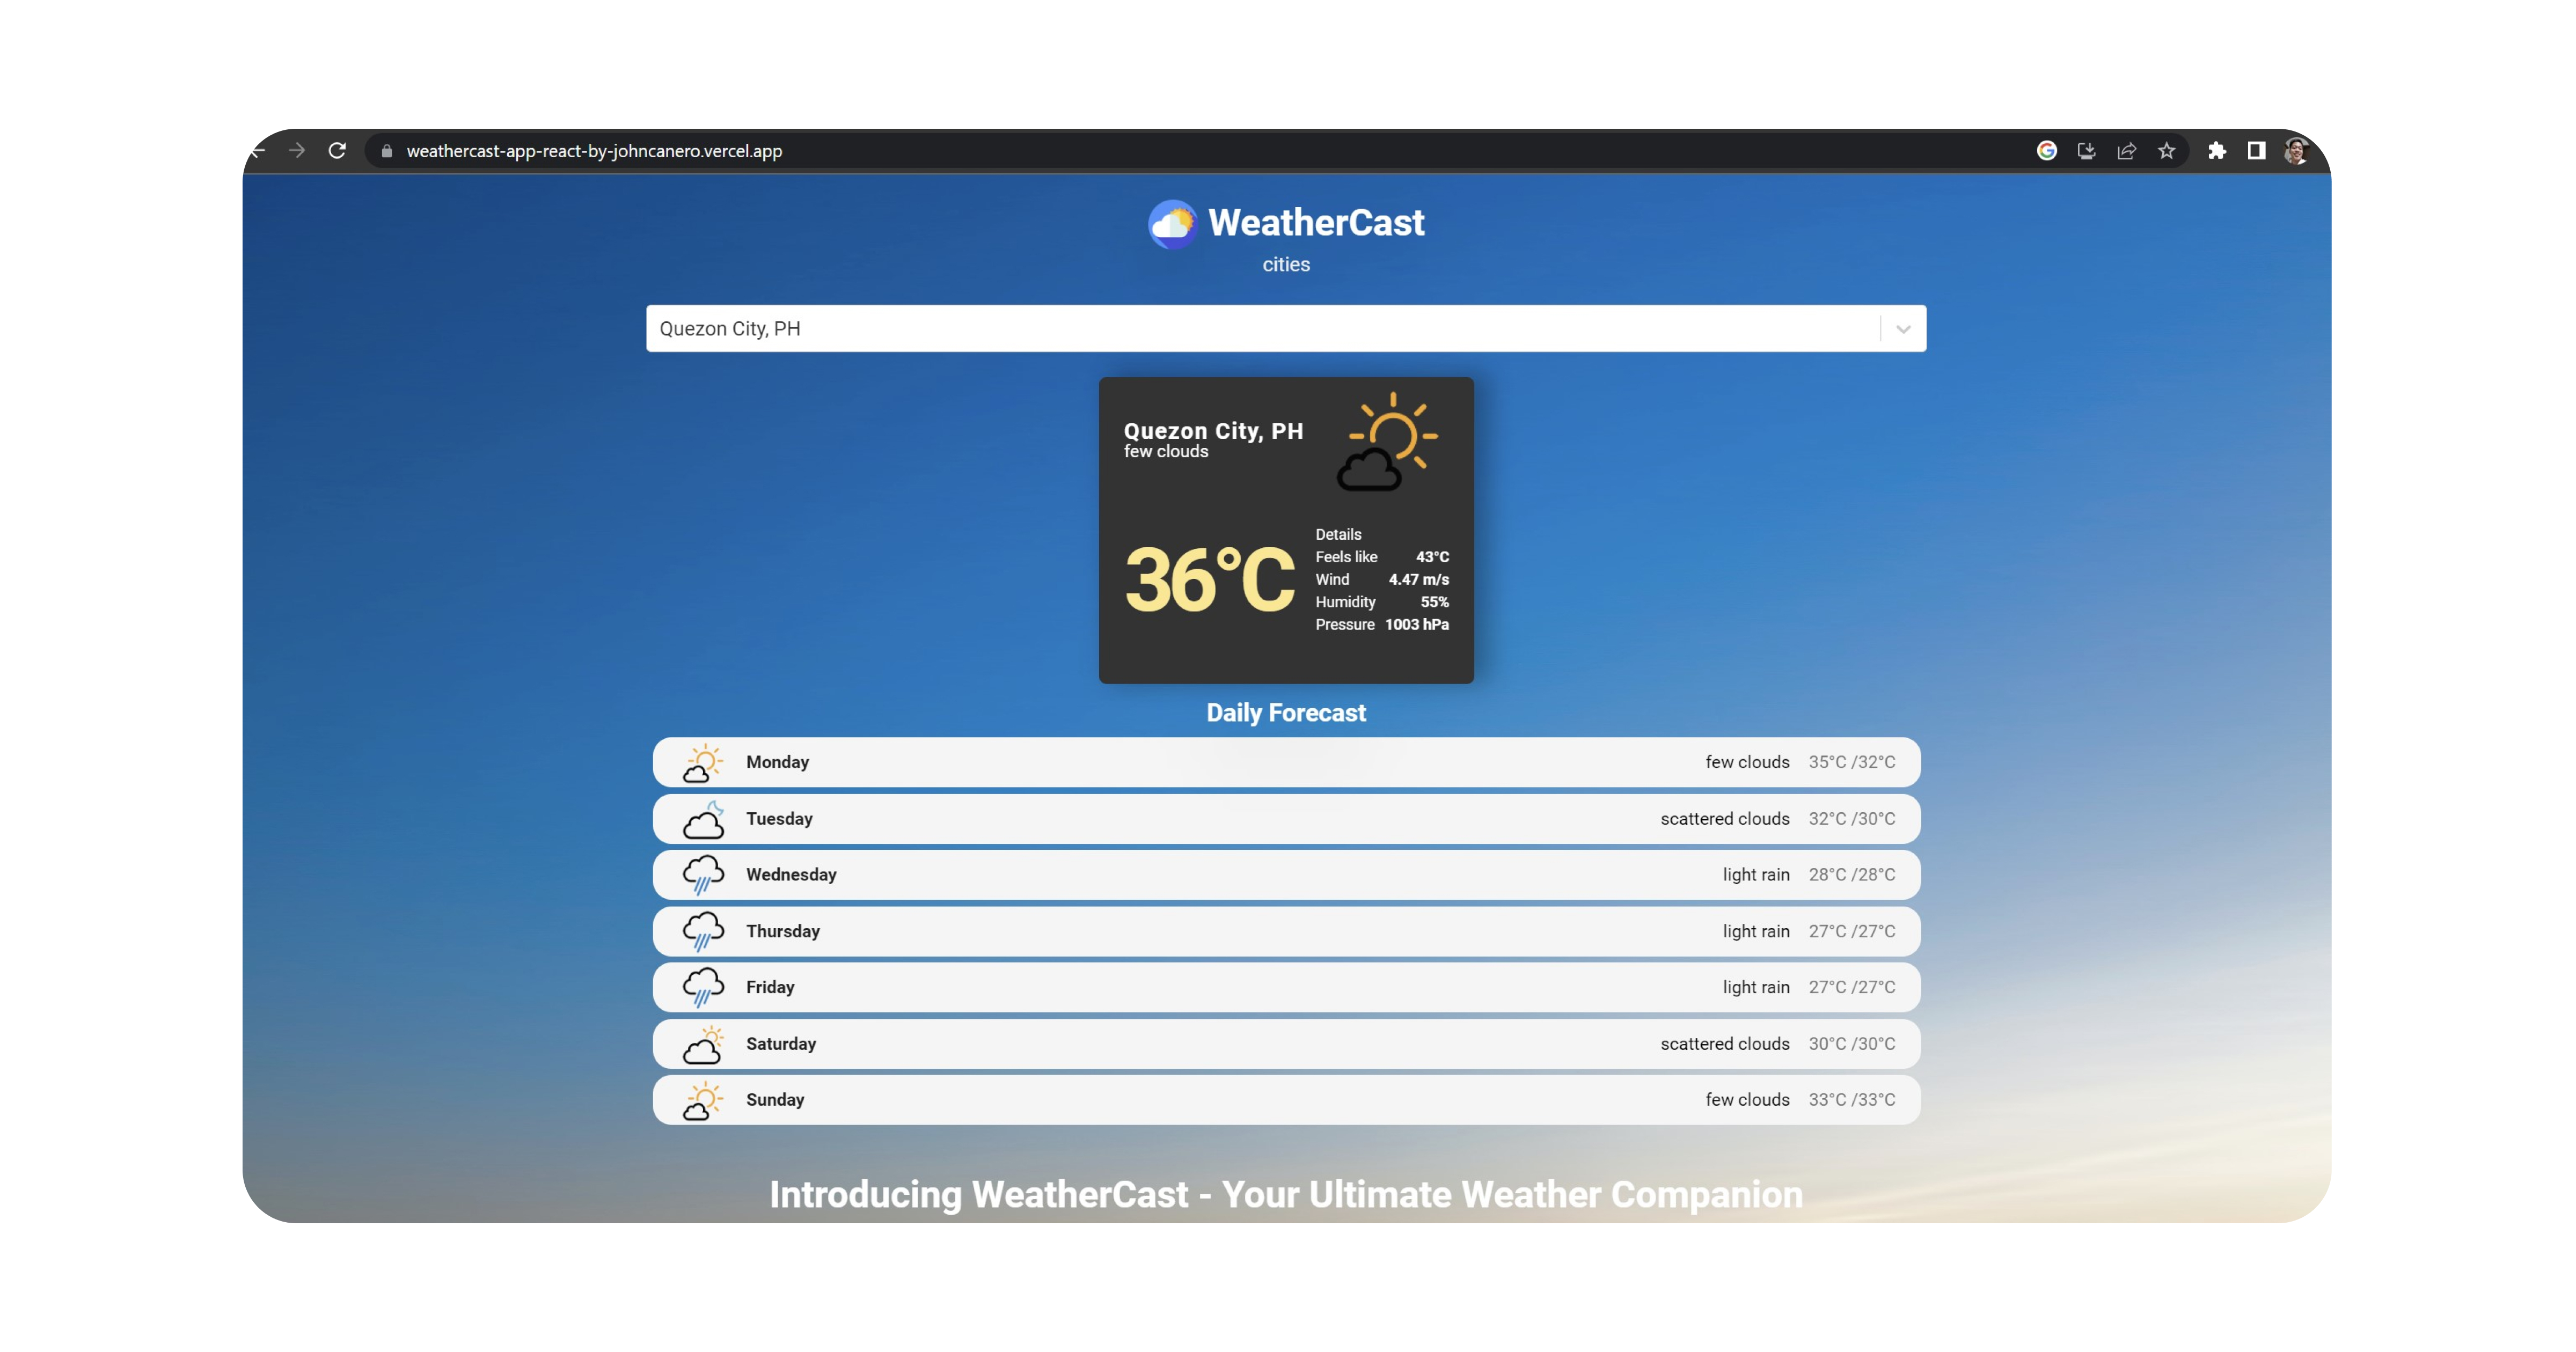 weathercast-app-react-by-johncanero.vercel.app
WeatherCast
cities
Quezon City, PH
Quezon City, PH
few clouds
36°C
Details
Feels like 43°C
Wind 4.47 m/s
Humidity 55%
Pressure 1003 hPa
Daily Forecast
Monday few clouds 35°C /32°C
Tuesday scattered clouds 32°C /30°C
Wednesday light rain 28°C /28°C
Thursday light rain 27°C /27°C
Friday light rain 27°C /27°C
Saturday scattered clouds 30°C /30°C
Sunday few clouds 33°C /33°C
Introducing WeatherCast - Your Ultimate Weather Companion